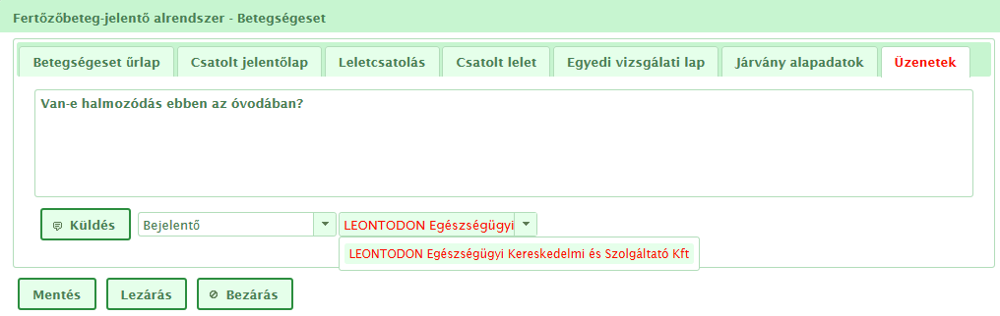 Fertőzőbeteg-jelentő alrendszer - Betegségeset
Betegségeset űrlap Csatolt jelentőlap Leletcsatolás Csatolt lelet Egyedi vizsgálati lap Járvány alapadatok Üzenetek
Van-e halmozódás ebben az óvodában?
Küldés Bejelentő LEONTODON Egészségügyi
LEONTODON Egészségügyi Kereskedelmi és Szolgáltató Kft
Mentés Lezárás Bezárás